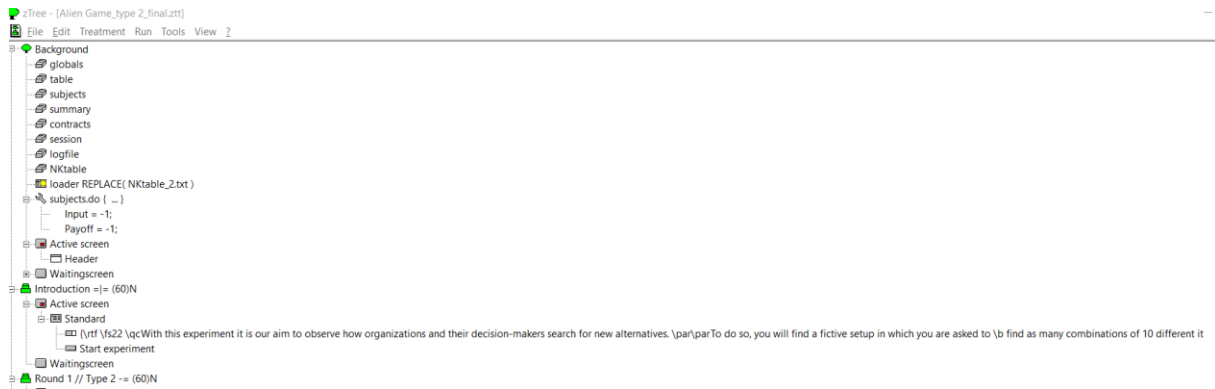 zTree - [Alien Game_type 2_final.ztt]
File Edit Treatment Run Tools View ?
Background
globals
table
subjects
summary
contracts
session
logfile
NKtable
loader REPLACE( NKtable_2.txt )
subjects.do { ... }
Input = -1;
Payoff = -1;
Active screen
Header
Waitingscreen
Introduction =|= (60)N
Active screen
Standard
{\rtf \fs22 \qcWith this experiment it is our aim to observe how organizations and their decision-makers search for new alternatives. \par\parTo do so, you will find a fictive setup in which you are asked to \b find as many combinations of 10 different it
Start experiment
Waitingscreen
Round 1 // Type 2 -= (60)N